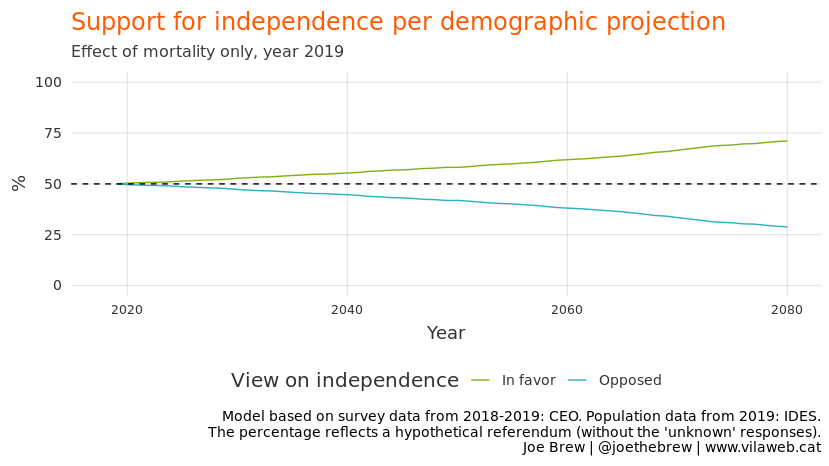 Support for independence per demographic projection
Effect of mortality only, year 2019
100
75
50
25
0
%
2020 2040 2060 2080
Year
View on independence In favor Opposed
Model based on survey data from 2018-2019: CEO. Population data from 2019: IDES.
The percentage reflects a hypothetical referendum (without the 'unknown' responses).
Joe Brew | @joethebrew | www.vilaweb.cat